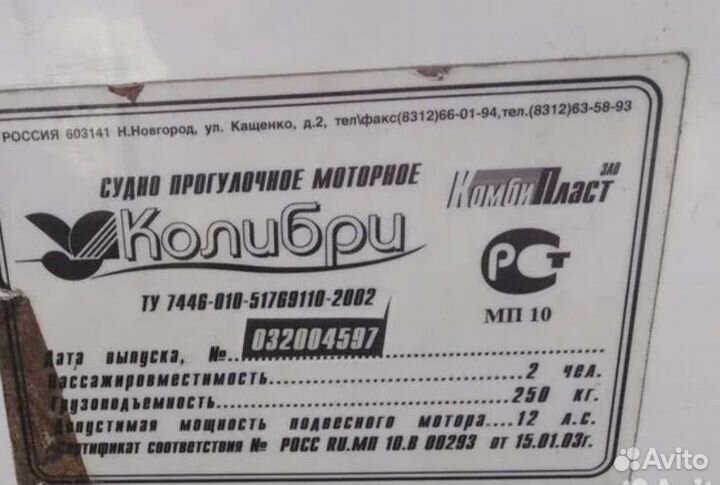 РОССИЯ 603141 Н.Новгород, ул. Кащенко, д.2, тел\факс(8312)66-01-94,тел.(8312)63-58-93
СУДНО ПРОГУЛОЧНОЕ МОТОРНОЕ
КомбиПласт ЗАО
Колибри
РСТ
ТУ 7446-010-51769110-2002
МП 10
Дата выпуска, №...032004597
Пассажировместимость...2 чел.
Грузоподъемность...250 кг.
Допустимая мощность подвесного мотора....12 л.с.
Сертификат соответствия № РОСС RU.МП 10.В 00293 от 15.01.03г.
Avito